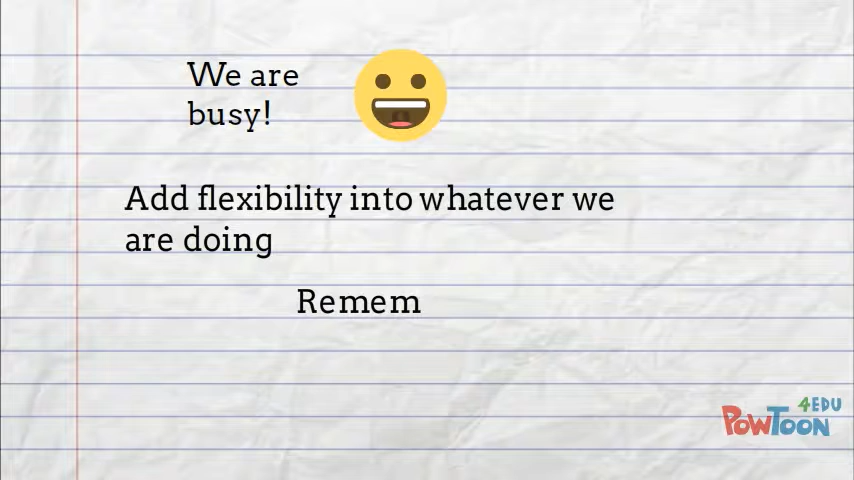 We are
busy!
Add flexibility into whatever we
are doing
Remem
4EDU
PowToon